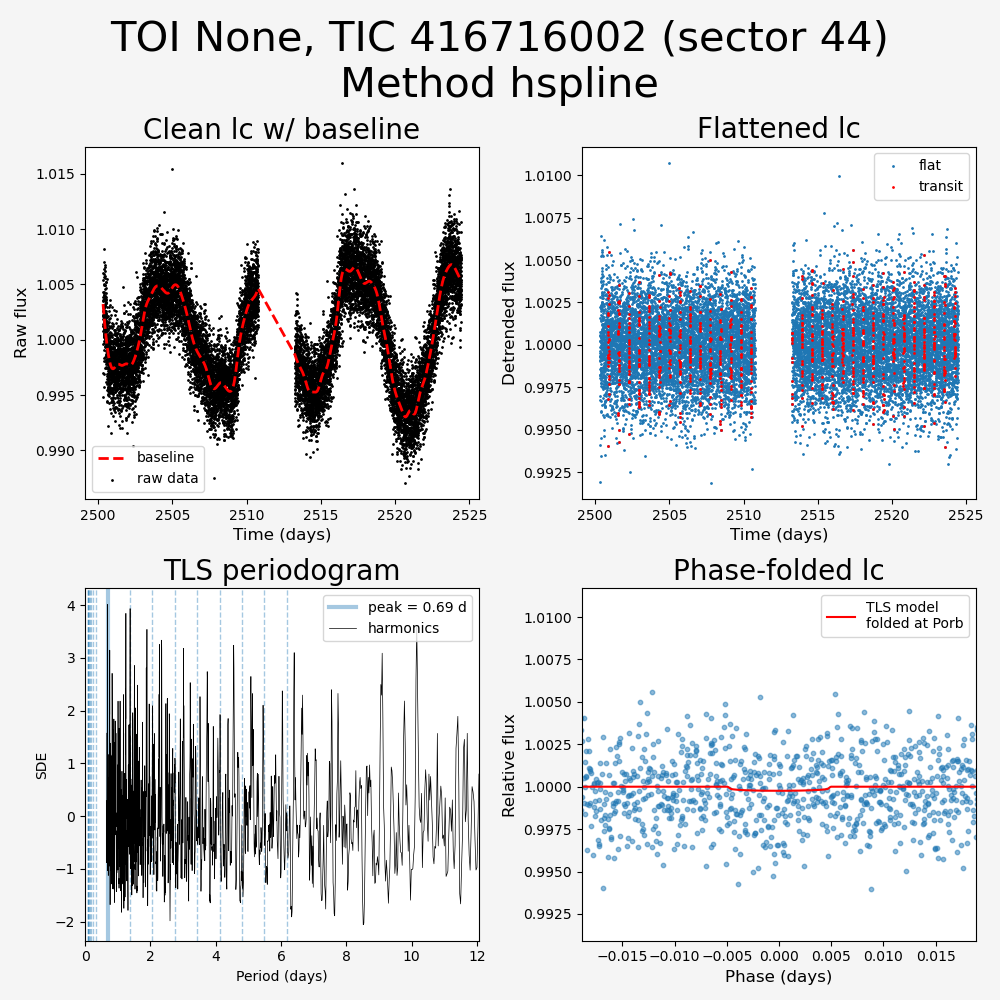 TOI None, TIC 416716002 (sector 44)
Method hspline
Clean lc w/ baseline
Flattened lc
1.015
1.010
1.005
1.000
0.995
0.990
Raw flux
baseline
raw data
2500
2505
2510
2515
2520
2525
Time (days)
1.0100
1.0075
1.0050
1.0025
1.0000
0.9975
0.9950
0.9925
Detrended flux
flat
transit
2500
2505
2510
2515
2520
2525
Time (days)
TLS periodogram
Phase-folded lc
4
3
2
1
0
−1
−2
SDE
peak = 0.69 d
harmonics
0
2
4
6
8
10
12
Period (days)
1.0100
1.0075
1.0050
1.0025
1.0000
0.9975
0.9950
0.9925
Relative flux
TLS model
folded at Porb
−0.015
−0.010
−0.005
0.000
0.005
0.010
0.015
Phase (days)